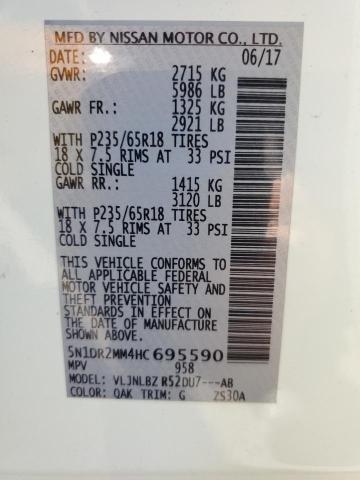 MFD BY NISSAN MOTOR CO., LTD.
DATE: 06/17
GVWR: 2715 KG
5986 LB
GAWR FR.: 1325 KG
2921 LB
WITH P235/65R18 TIRES
18 X 7.5 RIMS AT 33 PSI
COLD SINGLE
GAWR RR.: 1415 KG
3120 LB
WITH P235/65R18 TIRES
18 X 7.5 RIMS AT 33 PSI
COLD SINGLE
THIS VEHICLE CONFORMS TO
ALL APPLICABLE FEDERAL
MOTOR VEHICLE SAFETY AND
THEFT PREVENTION
STANDARDS IN EFFECT ON
THE DATE OF MANUFACTURE
SHOWN ABOVE.
5N1DR2MM4HC 695590
MPV 958
MODEL: VLJNLBZ R52DU7---AB
COLOR: QAK TRIM: G ZS30A